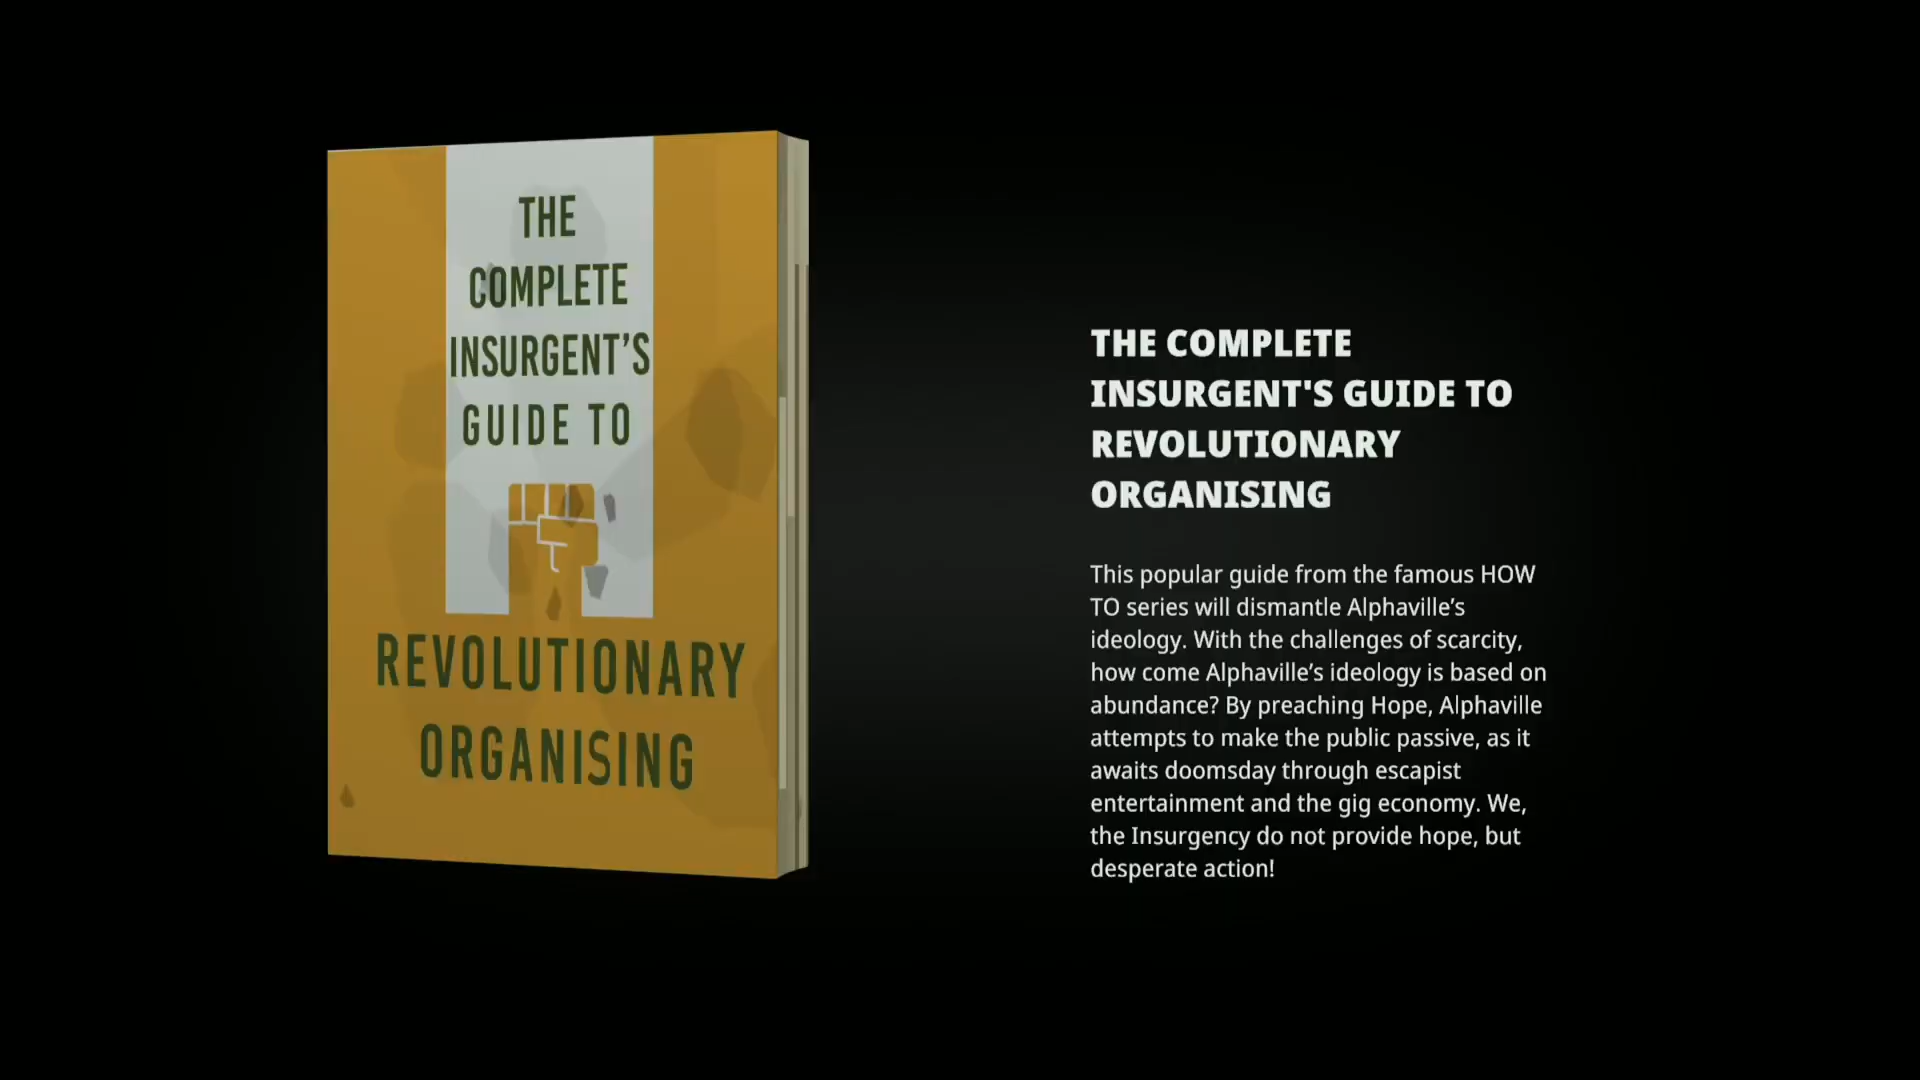 THE
COMPLETE
INSURGENT’S
GUIDE TO
REVOLUTIONARY
ORGANISING
THE COMPLETE
INSURGENT'S GUIDE TO
REVOLUTIONARY
ORGANISING
This popular guide from the famous HOW
TO series will dismantle Alphaville’s
ideology. With the challenges of scarcity,
how come Alphaville’s ideology is based on
abundance? By preaching Hope, Alphaville
attempts to make the public passive, as it
awaits doomsday through escapist
entertainment and the gig economy. We,
the Insurgency do not provide hope, but
desperate action!